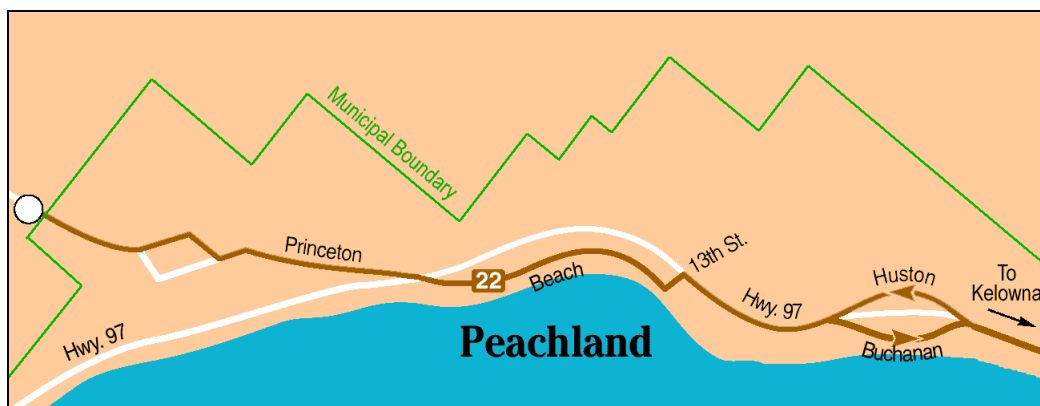 Municipal Boundary
Princeton
22
Beach
13th St.
Hwy. 97
Huston
To
Kelowna
Hwy. 97
Buchanan
Peachland